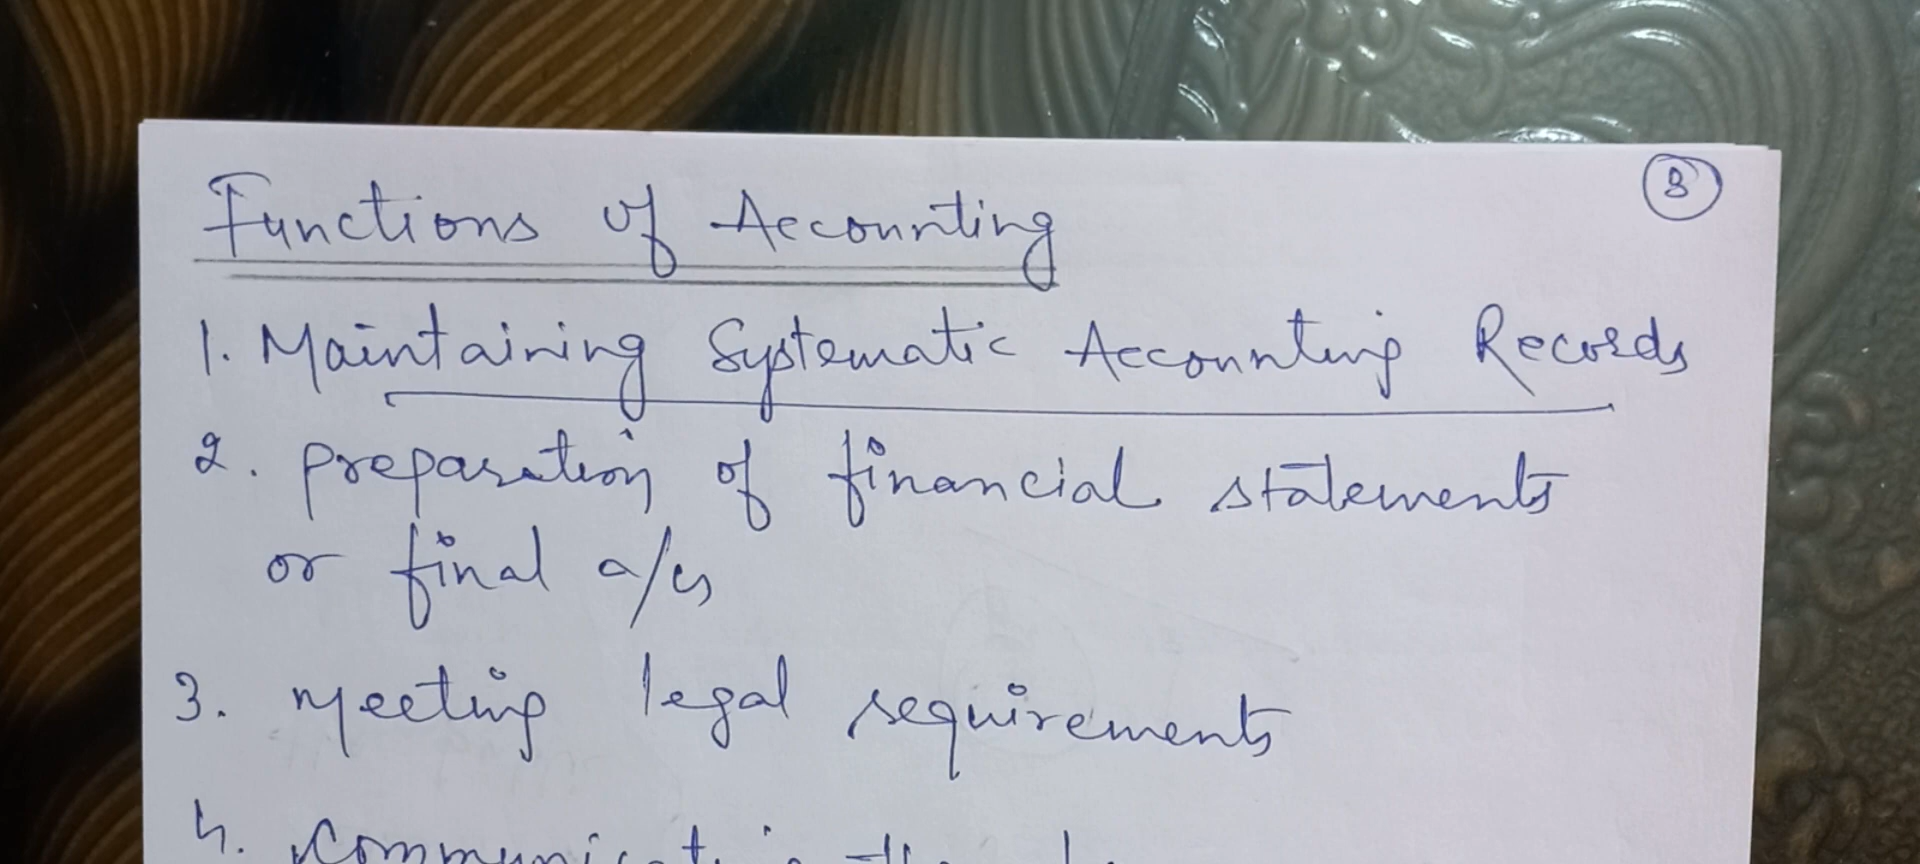 8
Functions of Accounting
1. Maintaining Systematic Accounting Records
2. preparation of financial statements
or final a/cs
3. Meeting legal requirements
4.